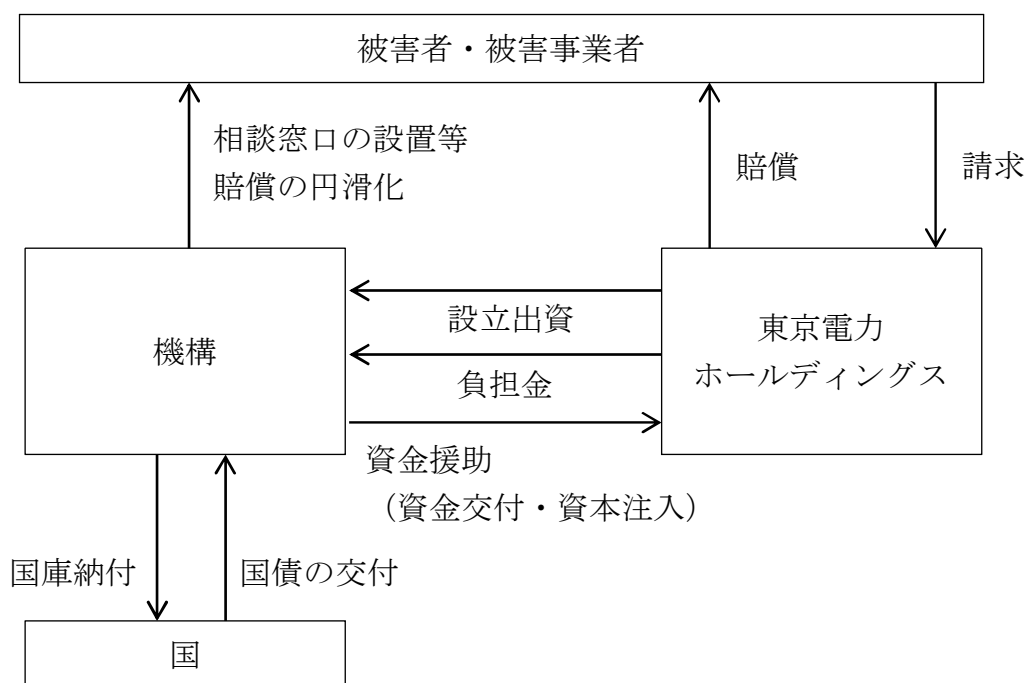 被害者・被害事業者
相談窓口の設置等
賠償の円滑化
賠償
請求
機構
設立出資
負担金
資金援助
（資金交付・資本注入）
東京電力
ホールディングス
国庫納付
国債の交付
国